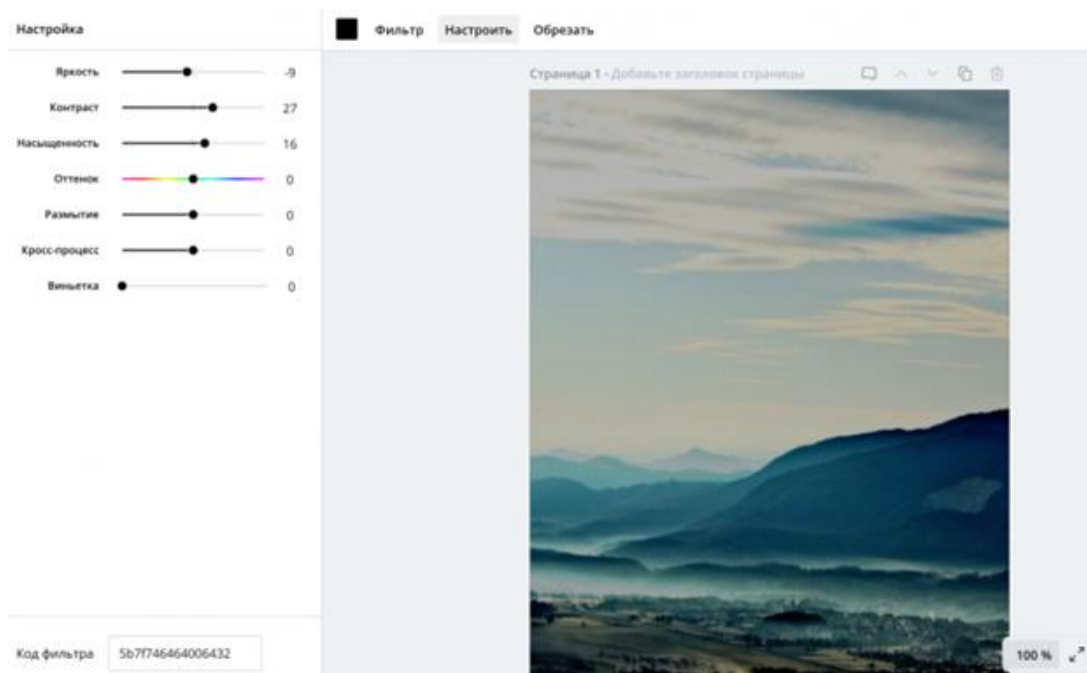 Настройка
Фильтр Настроить Обрезать
Яркость -9
Контраст 27
Насыщенность 16
Оттенок 0
Размытие 0
Кросс-процесс 0
Виньетка 0
Страница 1 - Добавьте заголовок страницы
Код фильтра 5b7f746464006432
100 %